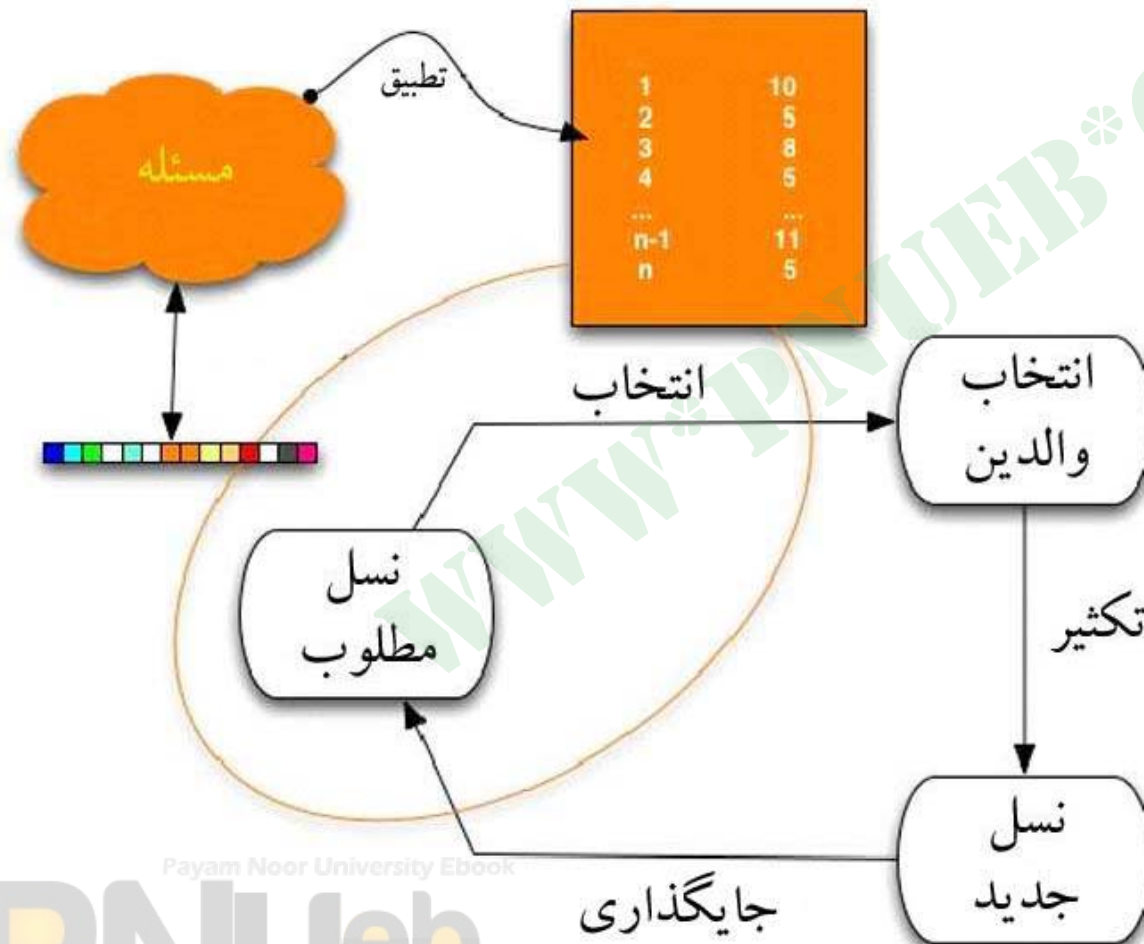 تطبیق
مسئله
1 10
2 5
3 8
4 5
... ...
n-1 11
n 5
انتخاب
انتخاب
والدین
نسل
مطلوب
تکثیر
نسل
جدید
جایگذاری
WWW*PNUEB*
Payam Noor University Ebook
PNUeb